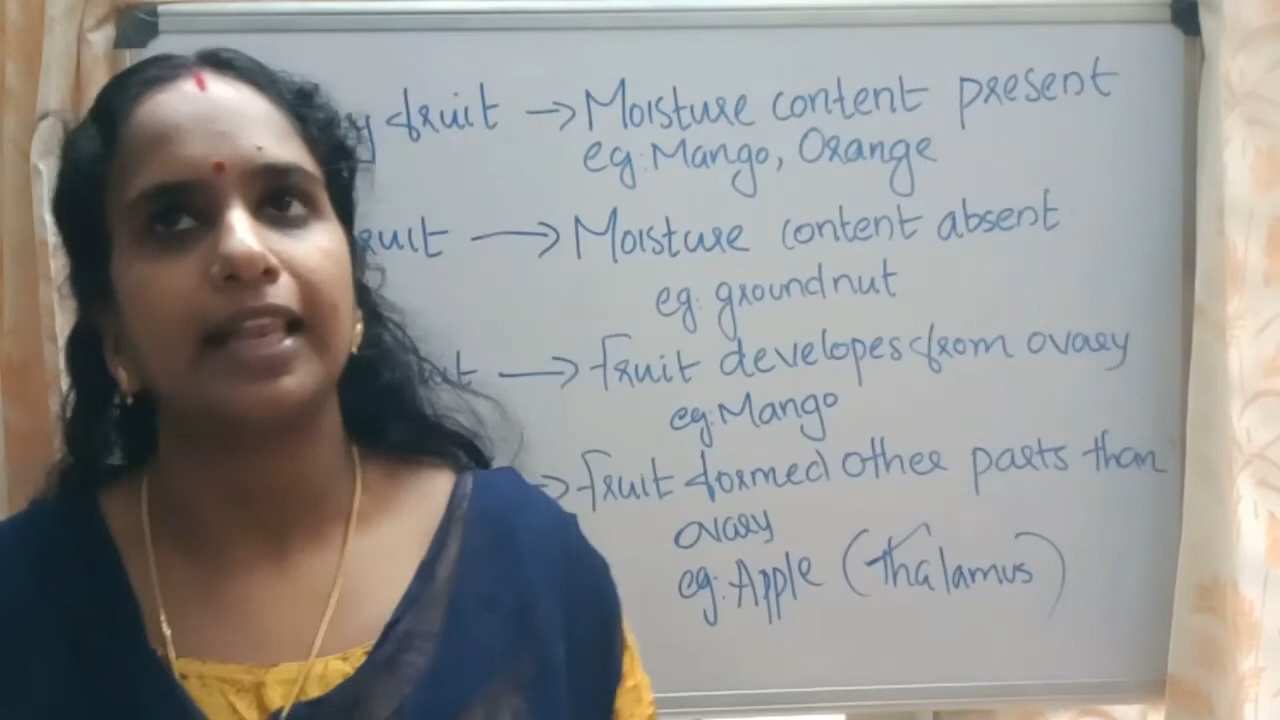 fruit → Moisture content present
eg: Mango, Orange
→ Moisture content absent
eg: groundnut
→ fruit developes from ovary
eg: Mango
→ fruit formed other parts than
ovary
eg: Apple (Thalamus)